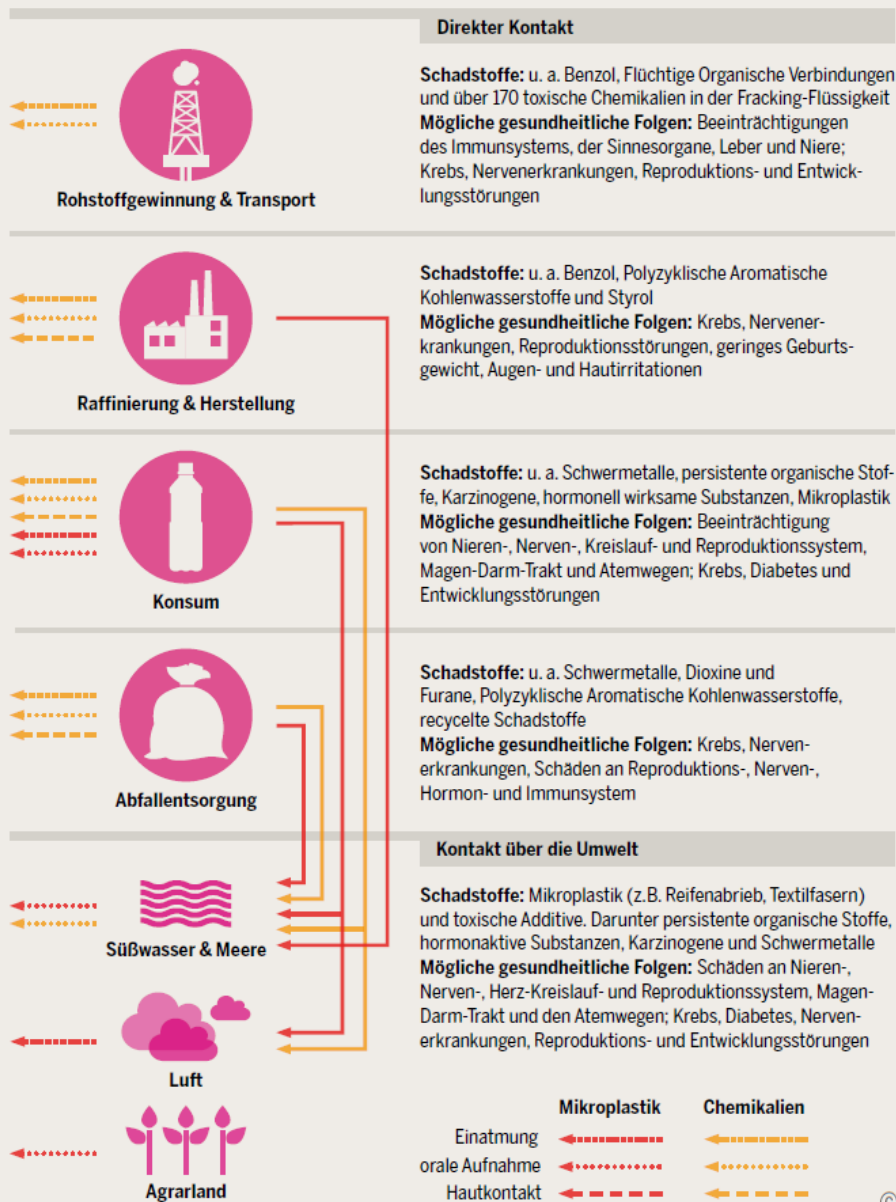 Direkter Kontakt
Schadstoffe: u. a. Benzol, Flüchtige Organische Verbindungen
und über 170 toxische Chemikalien in der Fracking-Flüssigkeit
Mögliche gesundheitliche Folgen: Beeinträchtigungen
des Immunsystems, der Sinnesorgane, Leber und Niere;
Krebs, Nervenerkrankungen, Reproduktions- und Entwick-
lungsstörungen
Rohstoffgewinnung & Transport
Schadstoffe: u. a. Benzol, Polyzyklische Aromatische
Kohlenwasserstoffe und Styrol
Mögliche gesundheitliche Folgen: Krebs, Nervener-
krankungen, Reproduktionsstörungen, geringes Geburts-
gewicht, Augen- und Hautirritationen
Raffinierung & Herstellung
Schadstoffe: u. a. Schwermetalle, persistente organische Stof-
fe, Karzinogene, hormonell wirksame Substanzen, Mikroplastik
Mögliche gesundheitliche Folgen: Beeinträchtigung
von Nieren-, Nerven-, Kreislauf- und Reproduktionssystem,
Magen-Darm-Trakt und Atemwegen; Krebs, Diabetes und
Entwicklungsstörungen
Konsum
Schadstoffe: u. a. Schwermetalle, Dioxine und
Furane, Polyzyklische Aromatische Kohlenwasserstoffe,
recycelte Schadstoffe
Mögliche gesundheitliche Folgen: Krebs, Nerven-
erkrankungen, Schäden an Reproduktions-, Nerven-,
Hormon- und Immunsystem
Abfallentsorgung
Kontakt über die Umwelt
Schadstoffe: Mikroplastik (z.B. Reifenabrieb, Textilfasern)
und toxische Additive. Darunter persistente organische Stoffe,
hormonaktive Substanzen, Karzinogene und Schwermetalle
Mögliche gesundheitliche Folgen: Schäden an Nieren-,
Nerven-, Herz-Kreislauf- und Reproduktionssystem, Magen-
Darm-Trakt und den Atemwegen; Krebs, Diabetes, Nerven-
erkrankungen, Reproduktions- und Entwicklungsstörungen
Süßwasser & Meere
Luft
Agrarland
Mikroplastik Chemikalien
Einatmung
orale Aufnahme
Hautkontakt